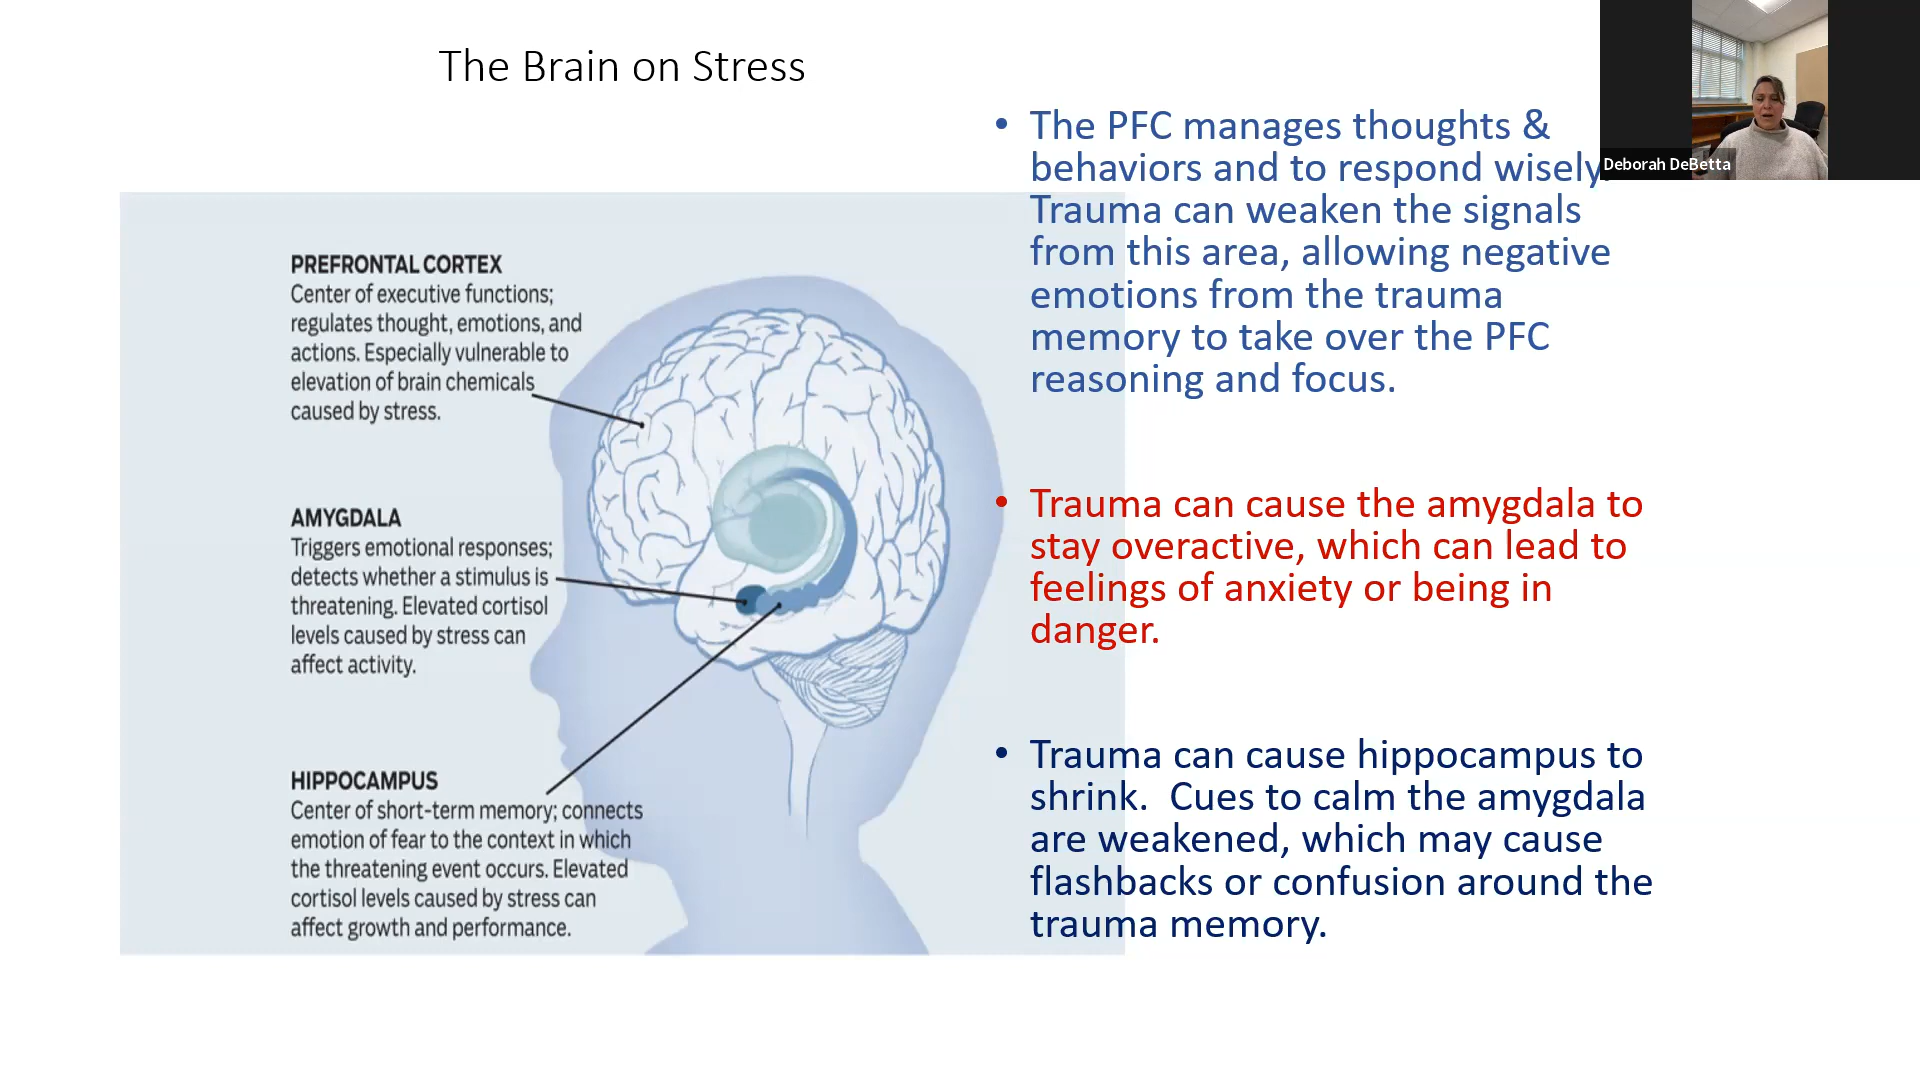 The Brain on Stress
PREFRONTAL CORTEX
Center of executive functions;
regulates thought, emotions, and
actions. Especially vulnerable to
elevation of brain chemicals
caused by stress.
AMYGDALA
Triggers emotional responses;
detects whether a stimulus is
threatening. Elevated cortisol
levels caused by stress can
affect activity.
HIPPOCAMPUS
Center of short-term memory; connects
emotion of fear to the context in which
the threatening event occurs. Elevated
cortisol levels caused by stress can
affect growth and performance.
• The PFC manages thoughts &
behaviors and to respond wisely.
Trauma can weaken the signals
from this area, allowing negative
emotions from the trauma
memory to take over the PFC
reasoning and focus.
• Trauma can cause the amygdala to
stay overactive, which can lead to
feelings of anxiety or being in
danger.
• Trauma can cause hippocampus to
shrink.  Cues to calm the amygdala
are weakened, which may cause
flashbacks or confusion around the
trauma memory.
Deborah DeBetta